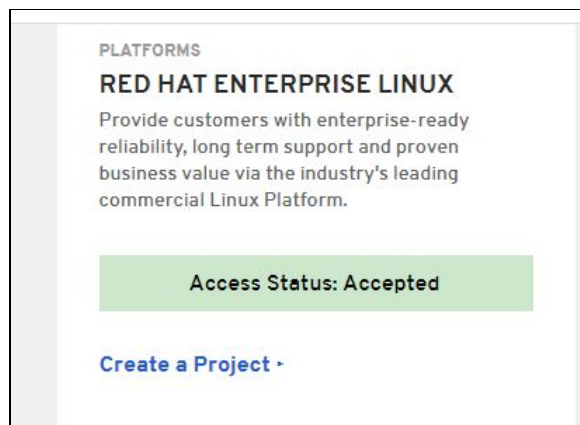 PLATFORMS
RED HAT ENTERPRISE LINUX
Provide customers with enterprise-ready
reliability, long term support and proven
business value via the industry's leading
commercial Linux Platform.
Access Status: Accepted
Create a Project ‣